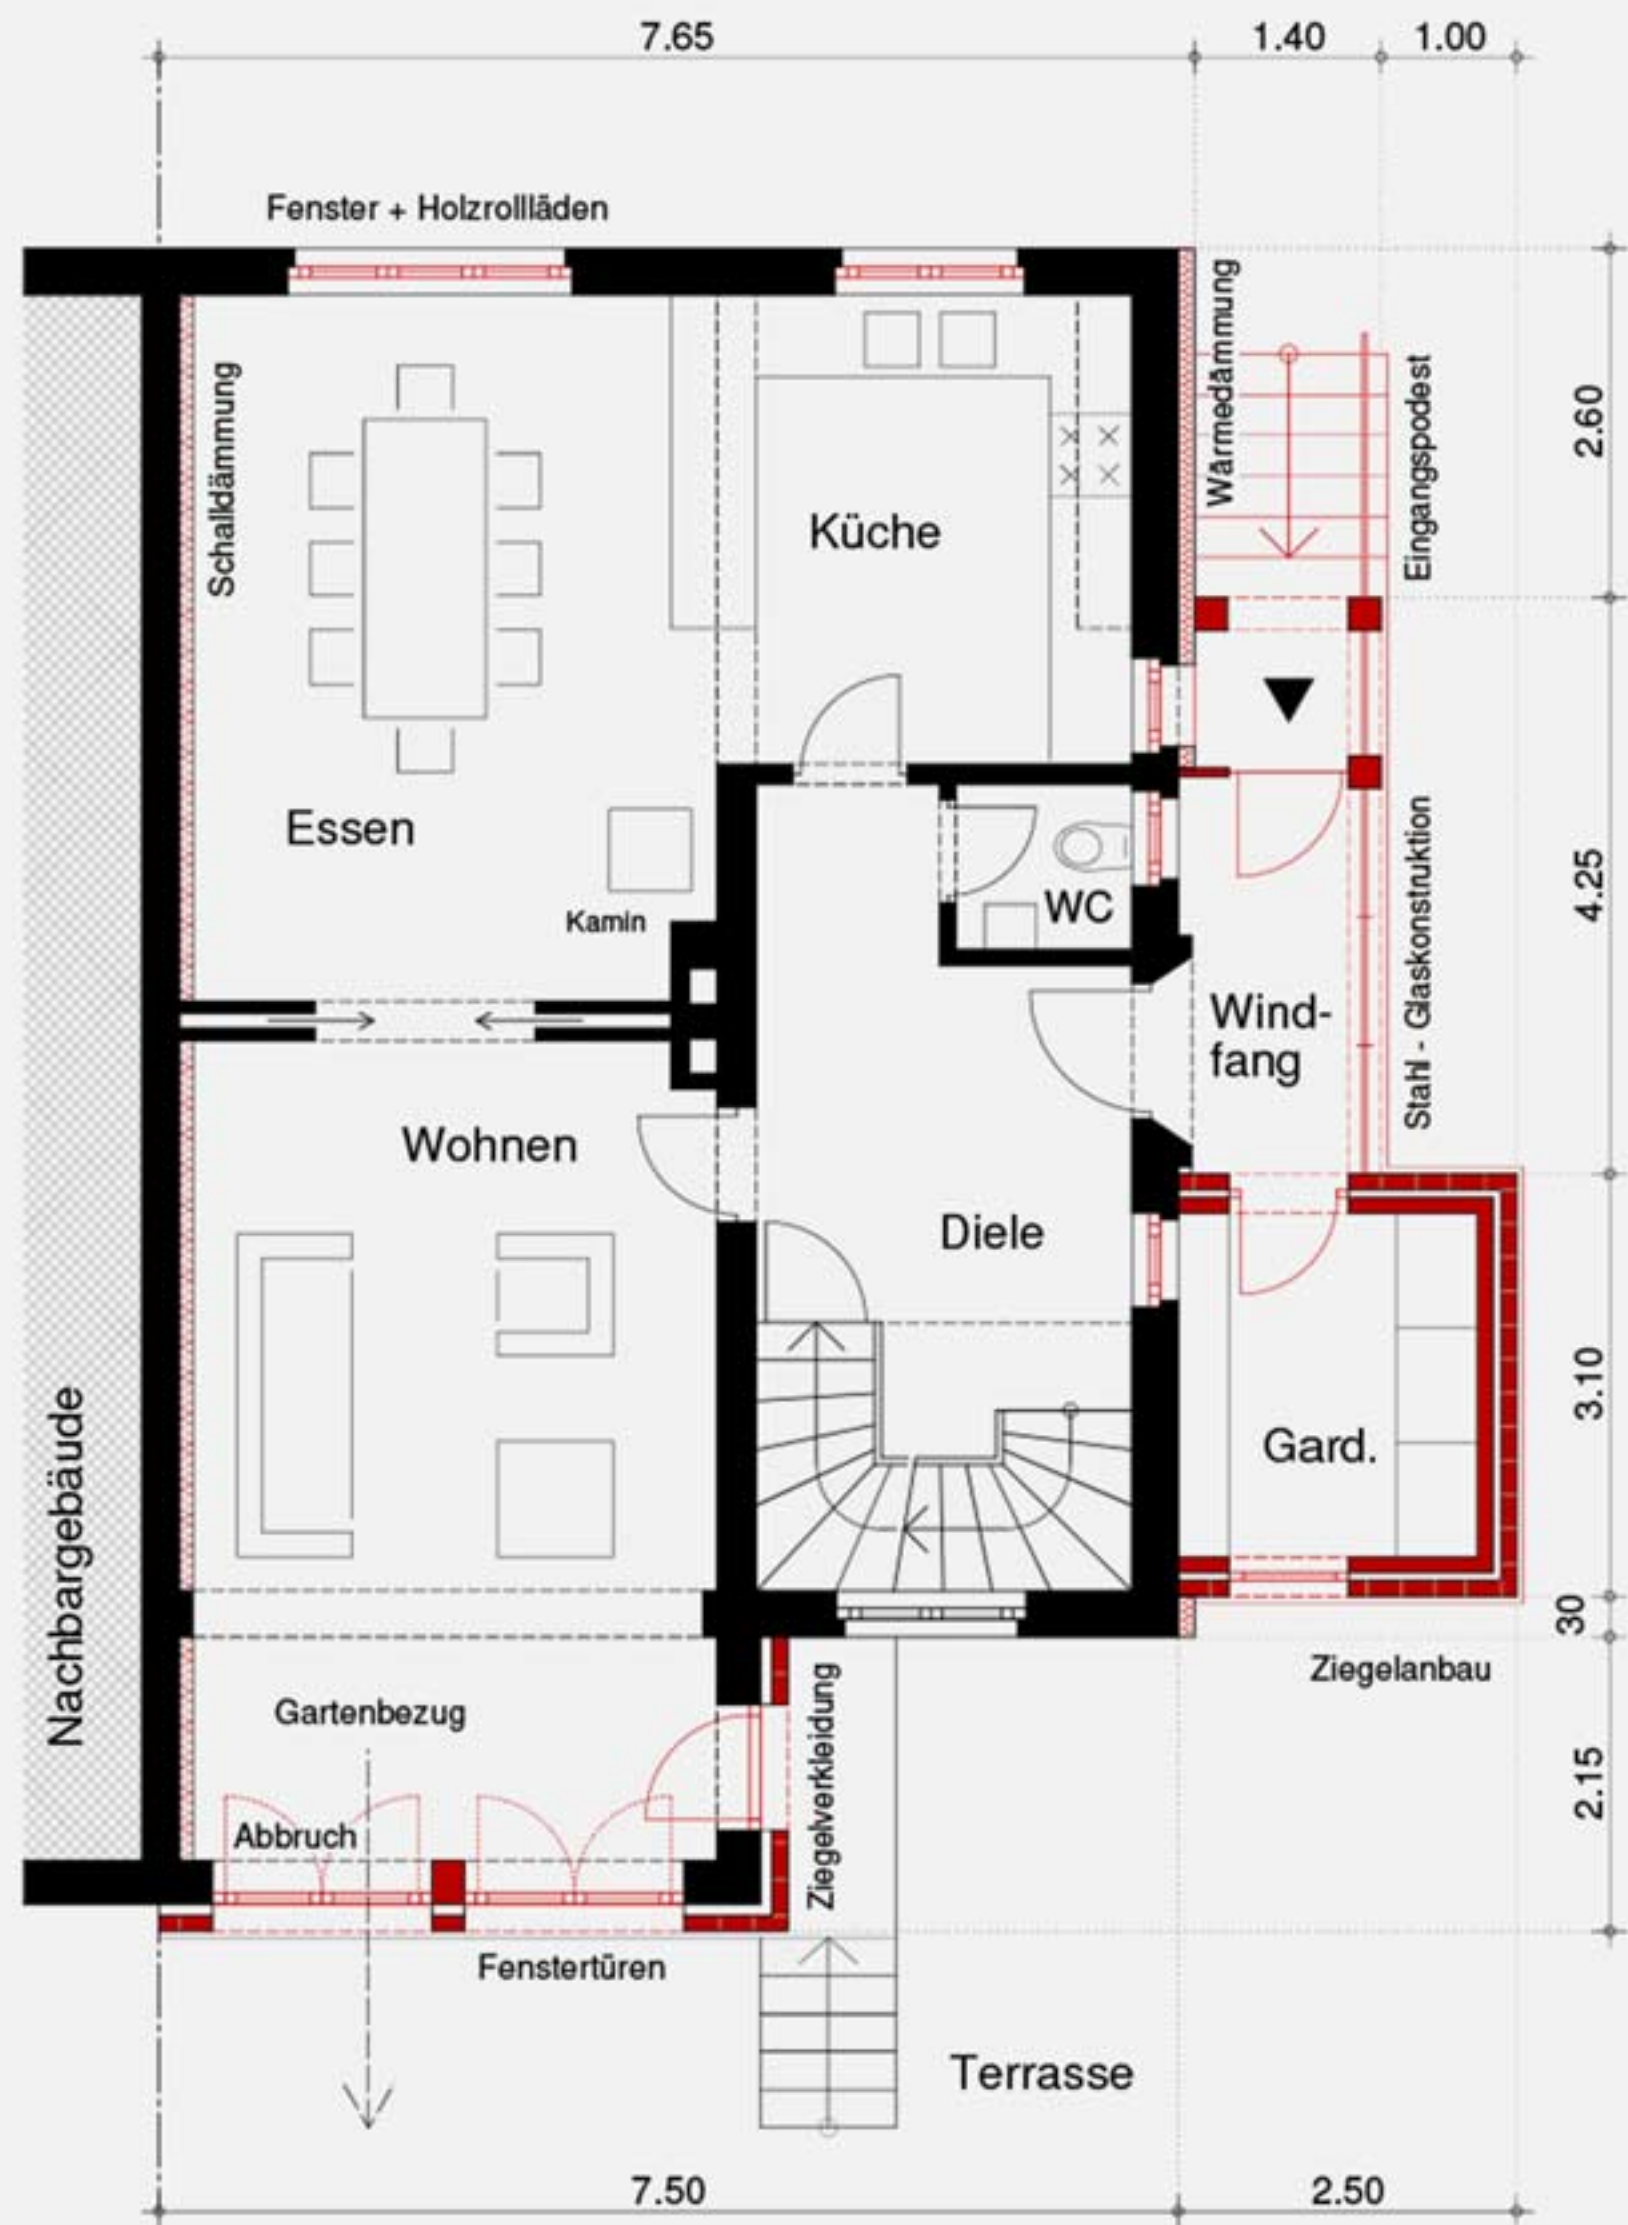 7.65
1.40
1.00
Fenster + Holzrollläden
Wärmedämmung
Schalldämmung
Eingangspodest
2.60
Küche
Essen
Kamin
WC
4.25
Stahl - Glaskonstruktion
Wind-
fang
Wohnen
Diele
3.10
Gard.
Nachbargebäude
30
Ziegelanbau
Gartenbezug
Ziegelverkleidung
2.15
Abbruch
Fenstertüren
Terrasse
7.50
2.50